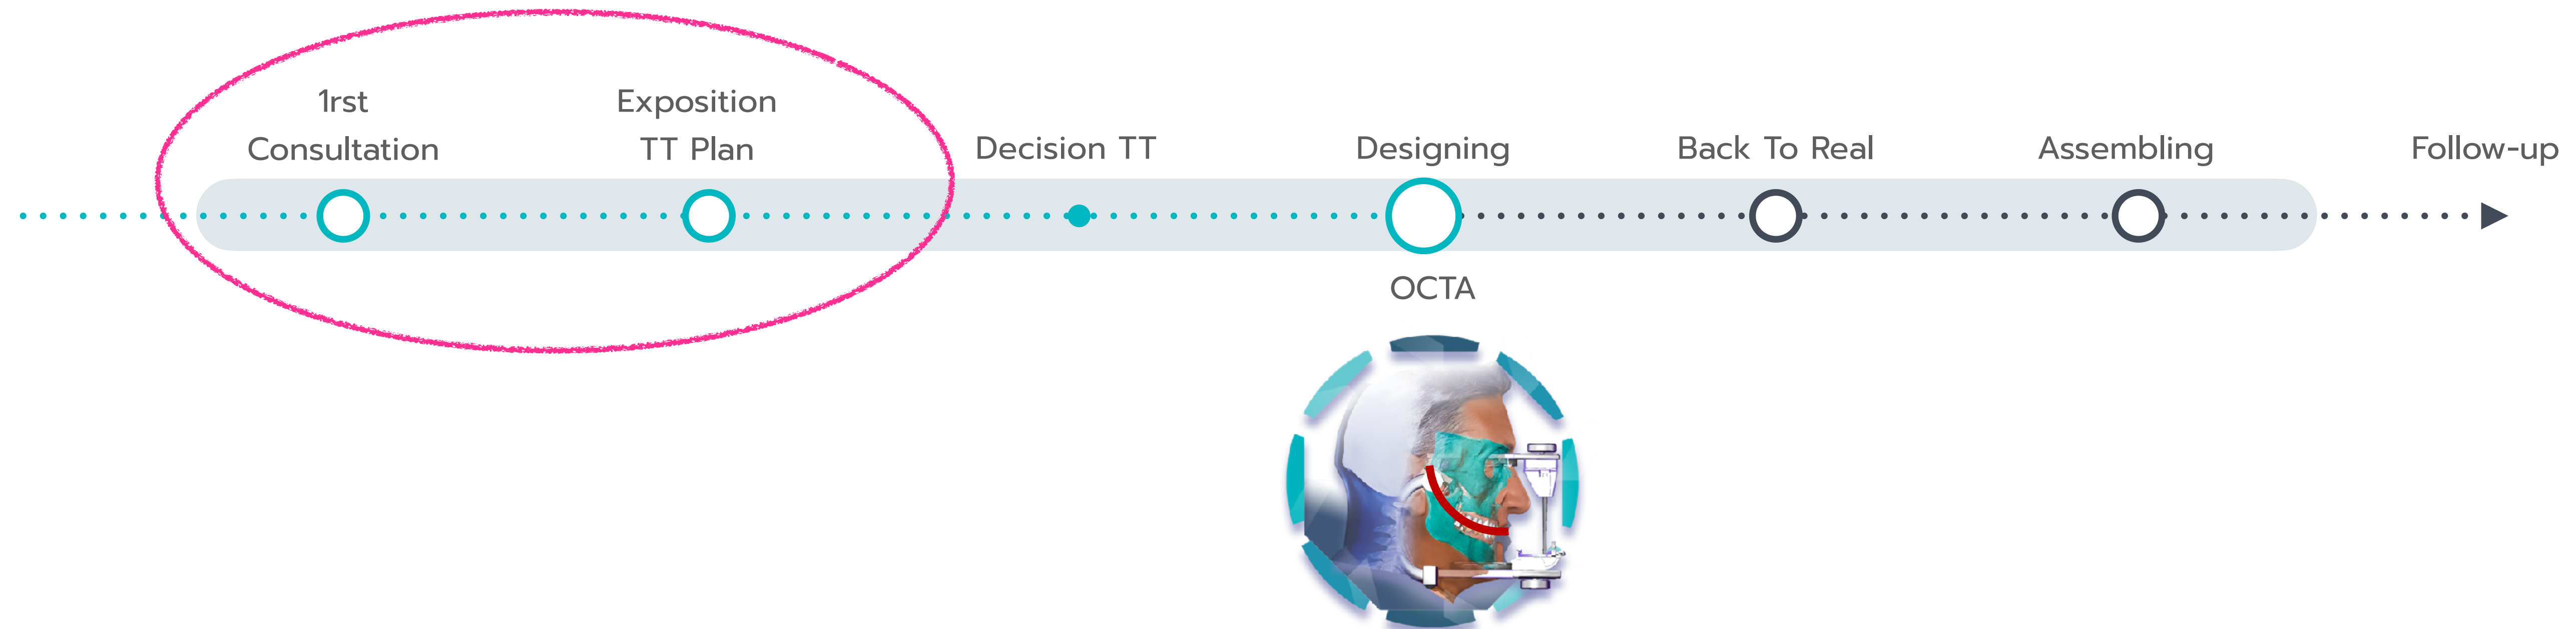 1rst
Consultation
Exposition
TT Plan
Decision TT
Designing
Back To Real
Assembling
Follow-up
OCTA